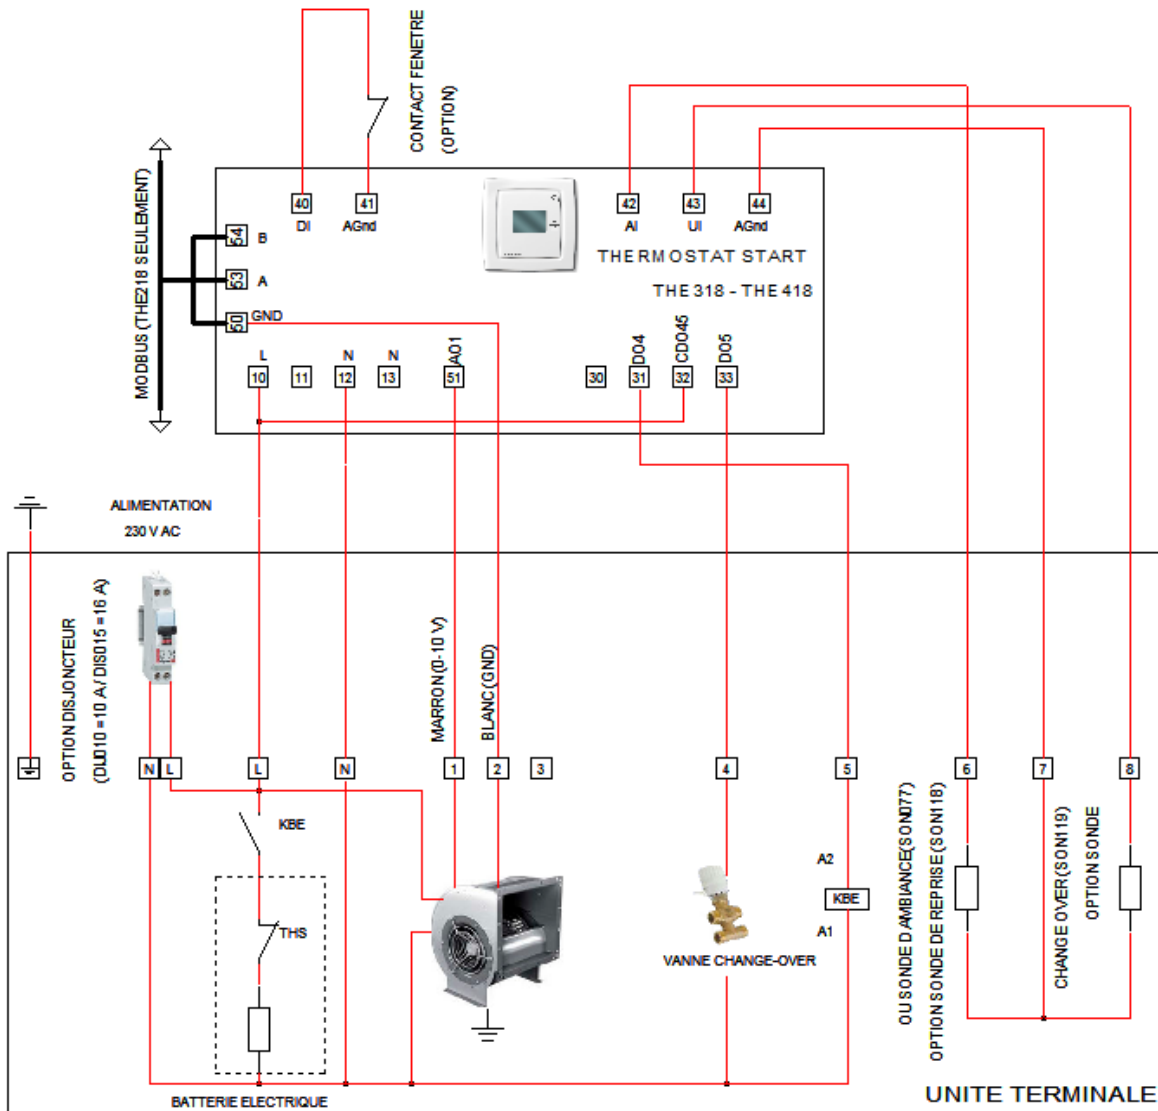 CONTACT FENETRE
(OPTION)
MODBUS (THE218 SEULEMENT)
40
41
DI
AGnd
42
43
44
AI
UI
AGnd
54
B
53
A
50
GND
THERMOSTAT START
THE 318 - THE 418
L
N
N
A01
D04
CD045
D05
10
11
12
13
51
30
31
32
33
ALIMENTATION
230 V AC
OPTION DISJONCTEUR
(DIJ010 = 10 A / DIS015 = 16 A)
MARRON (0-10 V)
BLANC (GND)
N
L
L
N
1
2
3
4
5
6
7
8
KBE
THS
A2
KBE
A1
VANNE CHANGE-OVER
OU SONDE D'AMBIANCE (SON077)
OPTION SONDE DE REPRISE (SON118)
CHANGE OVER (SON119)
OPTION SONDE
BATTERIE ELECTRIQUE
UNITE TERMINALE